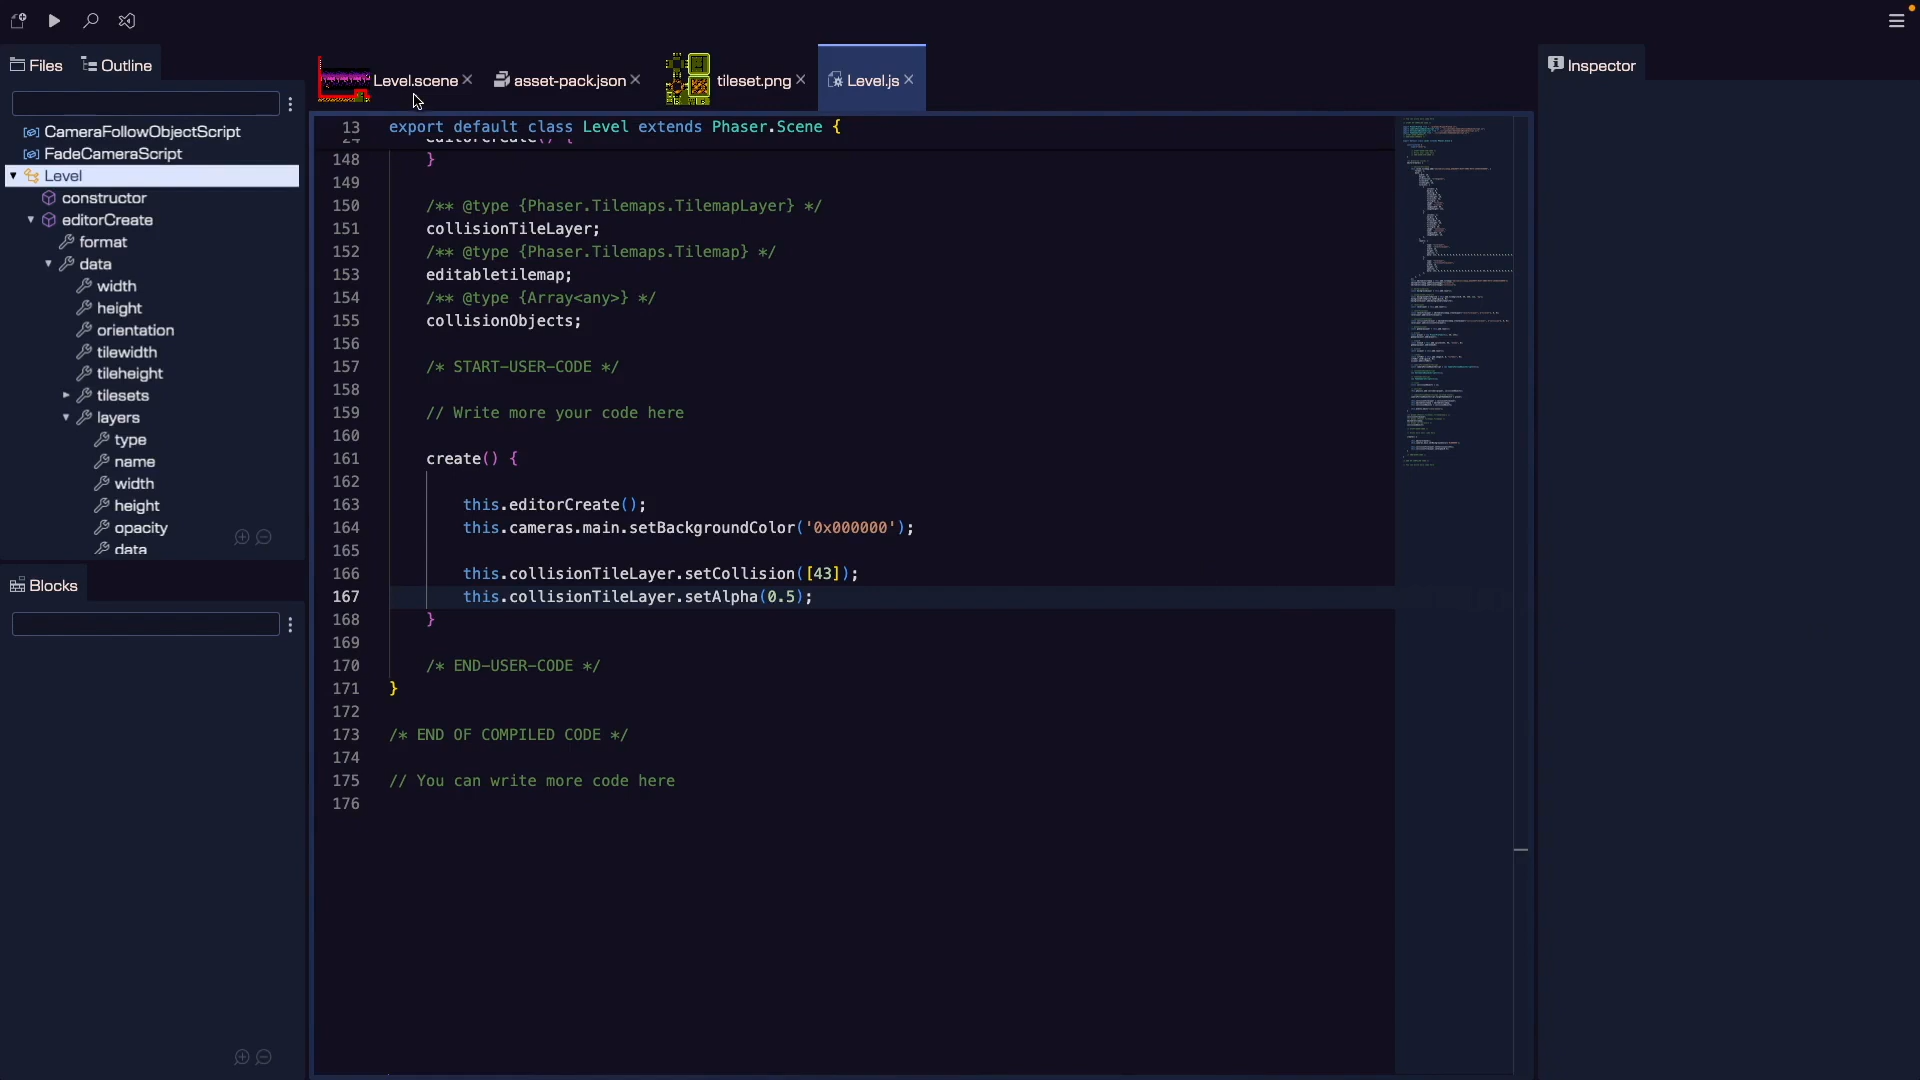 Files
Outline
CameraFollowObjectScript
FadeCameraScript
Level
constructor
editorCreate
format
data
width
height
orientation
tilewidth
tileheight
tilesets
layers
type
name
width
height
opacity
data
Blocks
Level.scene
asset-pack.json
tileset.png
Level.js
13 export default class Level extends Phaser.Scene {
24 editorCreate() {
148 }
149
150 /** @type {Phaser.Tilemaps.TilemapLayer} */
151 collisionTileLayer;
152 /** @type {Phaser.Tilemaps.Tilemap} */
153 editabletilemap;
154 /** @type {Array<any>} */
155 collisionObjects;
156
157 /* START-USER-CODE */
158
159 // Write more your code here
160
161 create() {
162
163 this.editorCreate();
164 this.cameras.main.setBackgroundColor('0x000000');
165
166 this.collisionTileLayer.setCollision([43]);
167 this.collisionTileLayer.setAlpha(0.5);
168 }
169
170 /* END-USER-CODE */
171 }
172
173 /* END OF COMPILED CODE */
174
175 // You can write more code here
176
Inspector